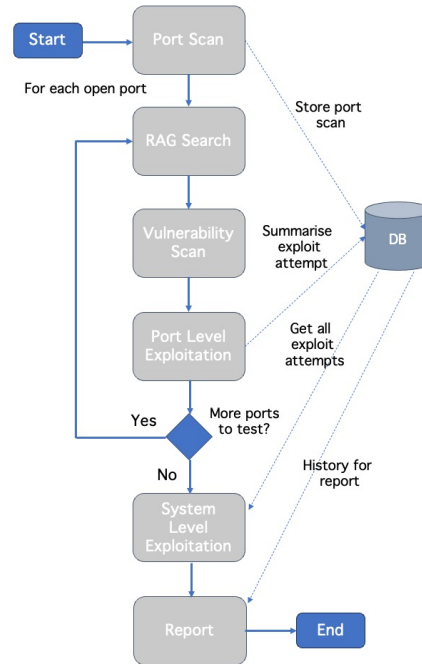 Start
Port Scan
For each open port
Store port
scan
RAG Search
Vulnerability
Scan
Summarise
exploit
attempt
DB
Port Level
Exploitation
Get all
exploit
attempts
Yes
More ports
to test?
No
History for
report
System
Level
Exploitation
Report
End